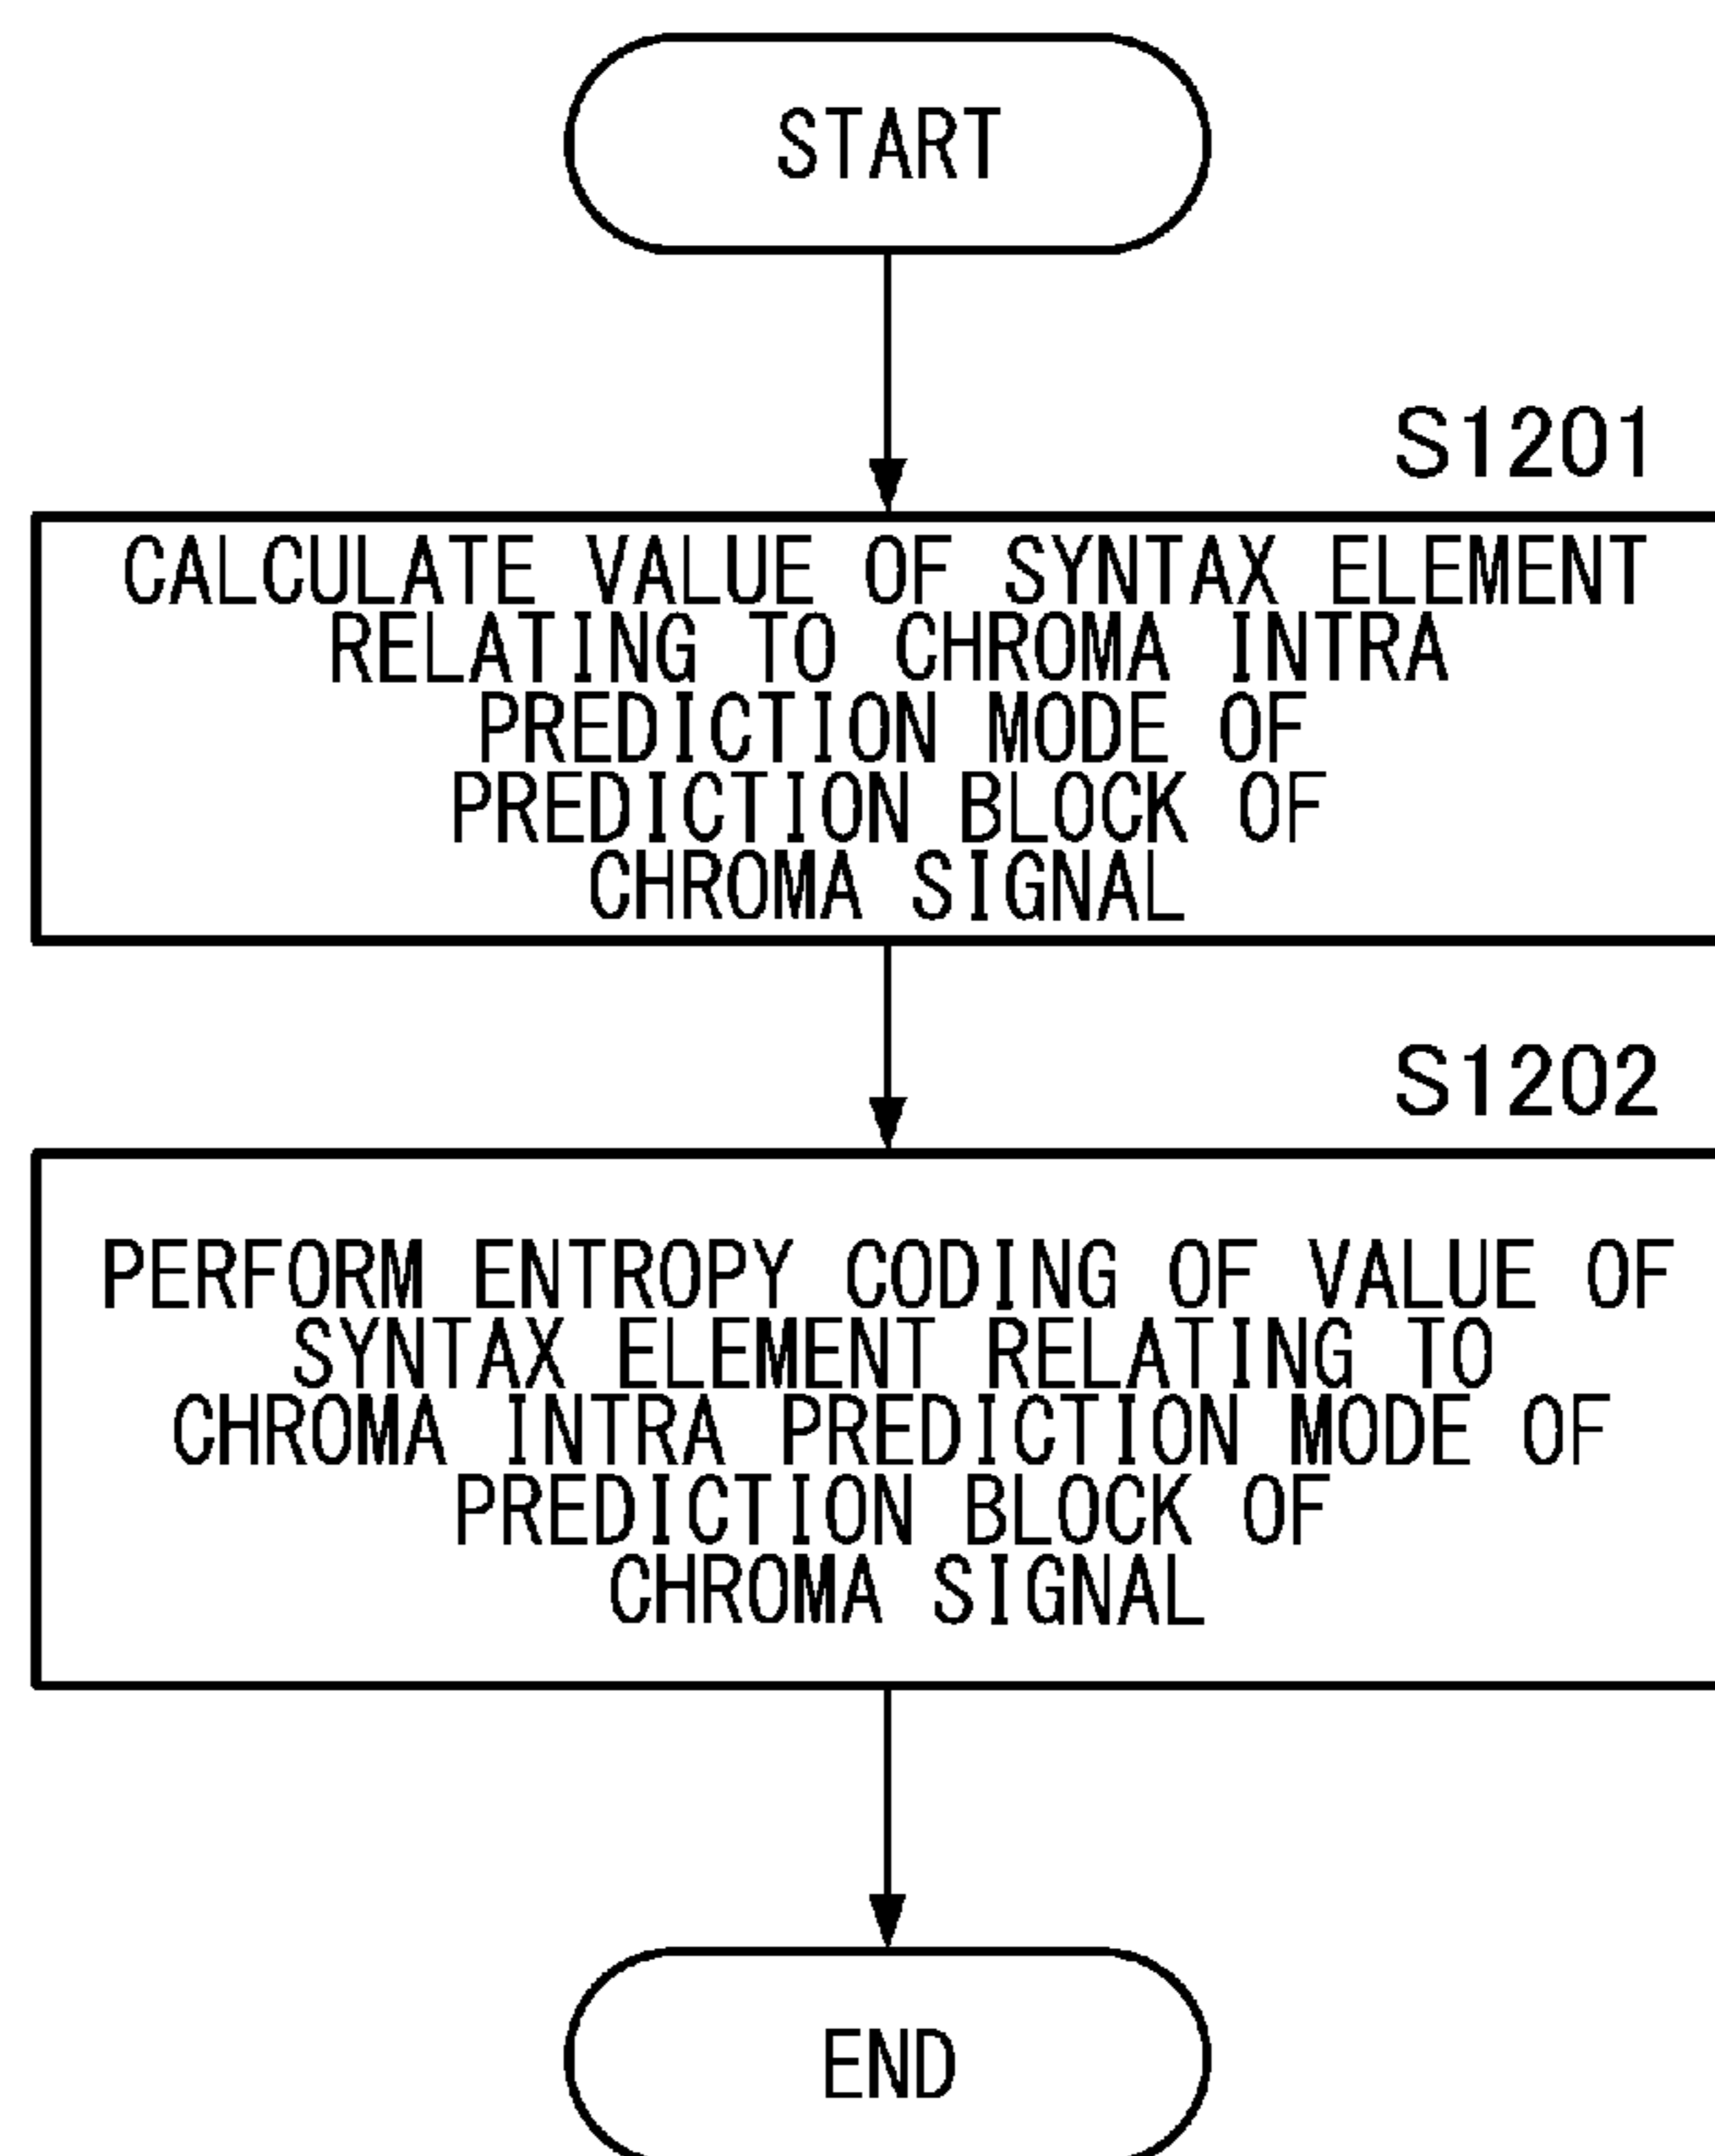 START
S1201
CALCULATE VALUE OF SYNTAX ELEMENT
RELATING TO CHROMA INTRA
PREDICTION MODE OF
PREDICTION BLOCK OF
CHROMA SIGNAL
S1202
PERFORM ENTROPY CODING OF VALUE OF
SYNTAX ELEMENT RELATING TO
CHROMA INTRA PREDICTION MODE OF
PREDICTION BLOCK OF
CHROMA SIGNAL
END